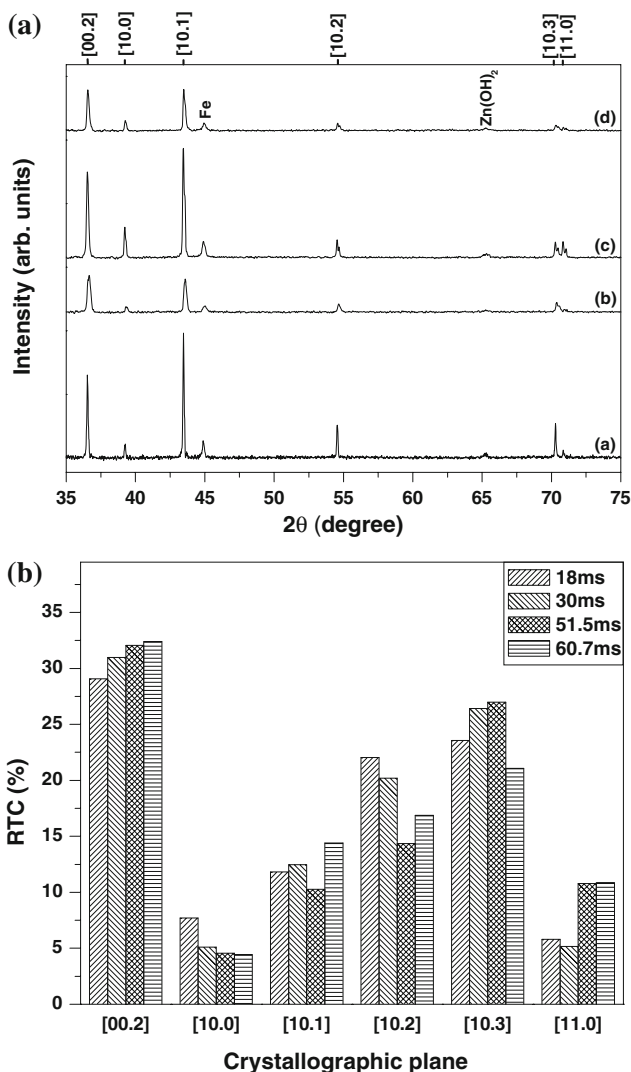 (a)
[00.2] [10.0] [10.1] [10.2] [10.3] [11.0]
Fe
Zn(OH)₂
(d)
(c)
(b)
(a)
Intensity (arb. units)
35 40 45 50 55 60 65 70 75
2θ (degree)
(b)
18ms
30ms
51.5ms
60.7ms
35
30
25
20
15
10
5
0
RTC (%)
[00.2] [10.0] [10.1] [10.2] [10.3] [11.0]
Crystallographic plane